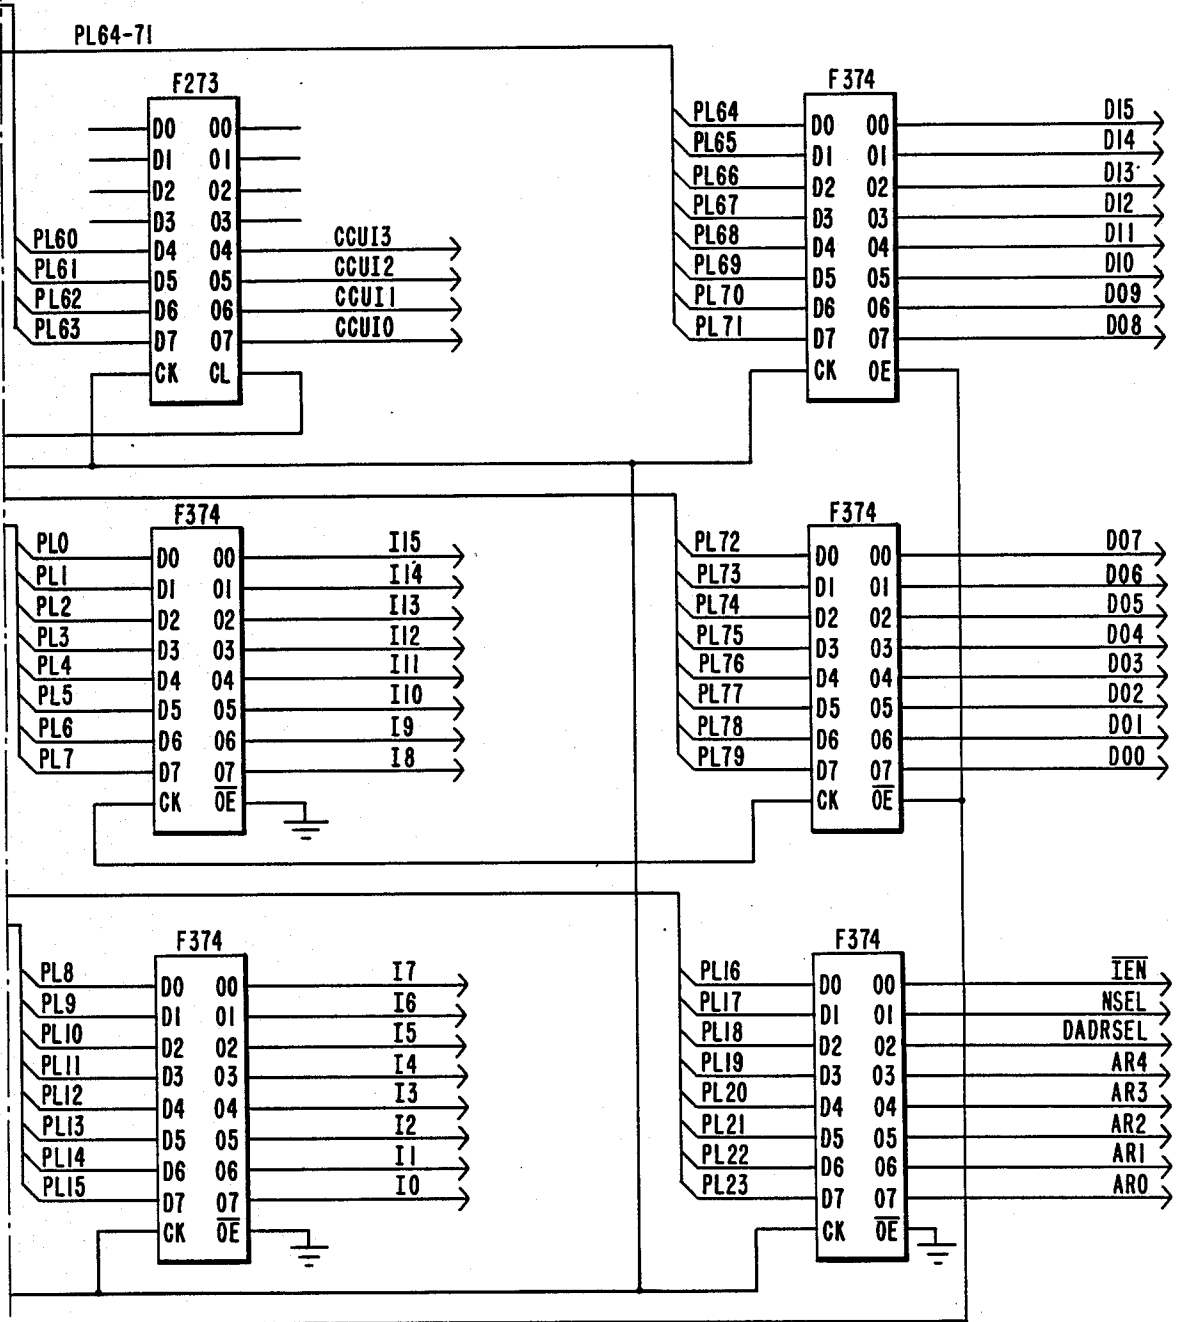 PL64-71
F273
D0 00
D1 01
D2 02
D3 03
PL60 D4 04 CCUI3
PL61 D5 05 CCUI2
PL62 D6 06 CCUI1
PL63 D7 07 CCUI0
CK CL
F374
PL64 D0 00 D15
PL65 D1 01 D14
PL66 D2 02 D13
PL67 D3 03 D12
PL68 D4 04 D11
PL69 D5 05 D10
PL70 D6 06 D09
PL71 D7 07 D08
CK OE
F374
PL0 D0 00 I15
PL1 D1 01 I14
PL2 D2 02 I13
PL3 D3 03 I12
PL4 D4 04 I11
PL5 D5 05 I10
PL6 D6 06 I9
PL7 D7 07 I8
CK OE
F374
PL72 D0 00 D07
PL73 D1 01 D06
PL74 D2 02 D05
PL75 D3 03 D04
PL76 D4 04 D03
PL77 D5 05 D02
PL78 D6 06 D01
PL79 D7 07 D00
CK OE
F374
PL8 D0 00 I7
PL9 D1 01 I6
PL10 D2 02 I5
PL11 D3 03 I4
PL12 D4 04 I3
PL13 D5 05 I2
PL14 D6 06 I1
PL15 D7 07 I0
CK OE
F374
PL16 D0 00 IEN
PL17 D1 01 NSEL
PL18 D2 02 DADRSEL
PL19 D3 03 AR4
PL20 D4 04 AR3
PL21 D5 05 AR2
PL22 D6 06 AR1
PL23 D7 07 AR0
CK OE